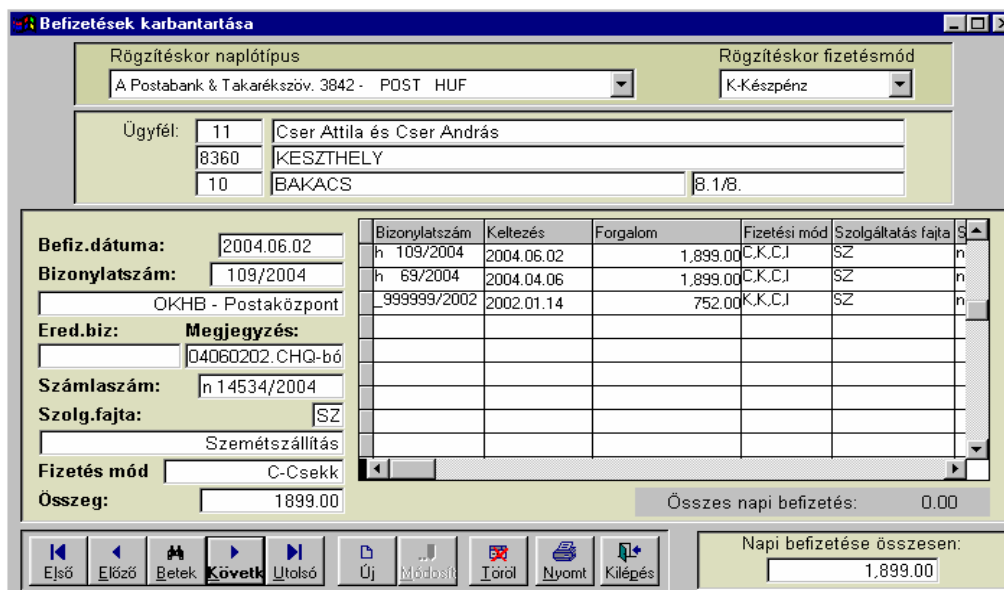 Befizetések karbantartása
Rögzítéskor naplótípus Rögzítéskor fizetésmód
A Postabank & Takarékszöv. 3842 - POST HUF K-Készpénz
Ügyfél: 11 Cser Attila és Cser András
8360 KESZTHELY
10 BAKACS 8.1/8.
Befiz.dátuma: 2004.06.02
Bizonylatszám: 109/2004
OKHB - Postaközpont
Ered.biz: Megjegyzés:
04060202.CHQ-bó
Számlaszám: n 14534/2004
Szolg.fajta: SZ
Szemétszállítás
Fizetés mód C-Csekk
Összeg: 1899.00
Bizonylatszám Keltezés Forgalom Fizetési mód Szolgáltatás fajta S
h 109/2004 2004.06.02 1,899.00 C,K,C,I SZ n
h 69/2004 2004.04.06 1,899.00 C,K,C,I SZ n
_999999/2002 2002.01.14 752.00 K,K,C,I SZ n
Összes napi befizetés: 0.00
Első Előző Betek Követk Utolsó Új Módosít Töröl Nyomt Kilépés
Napi befizetése összesen:
1,899.00